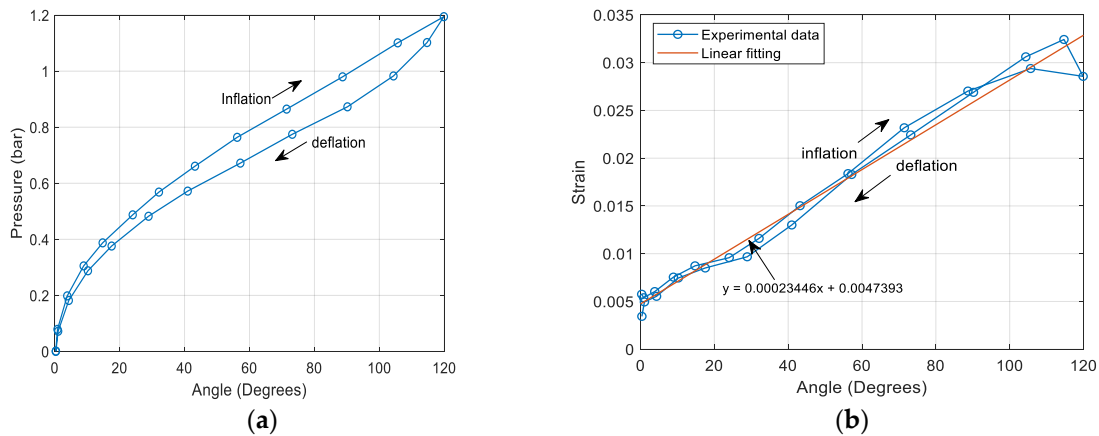 1.2
1
0.8
0.6
0.4
0.2
0
Pressure (bar)
Inflation
deflation
0 20 40 60 80 100 120
Angle (Degrees)
(a)
0.035
0.03
0.025
0.02
0.015
0.01
0.005
0
Strain
Experimental data
Linear fitting
inflation
deflation
y = 0.00023446x + 0.0047393
0 20 40 60 80 100 120
Angle (Degrees)
(b)